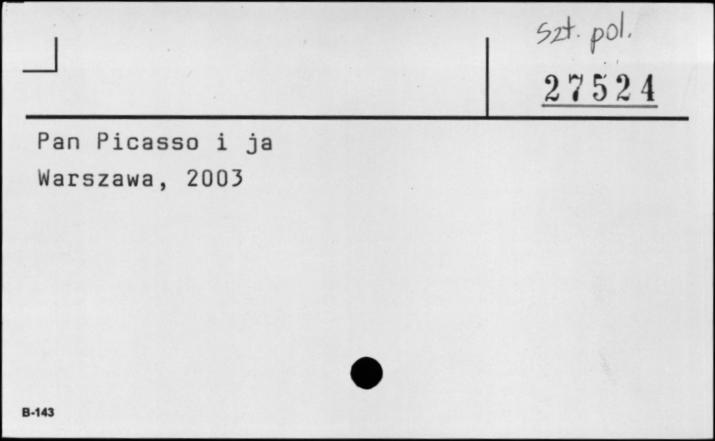 szt. pol.
27524
Pan Picasso i ja
Warszawa, 2003
B-143